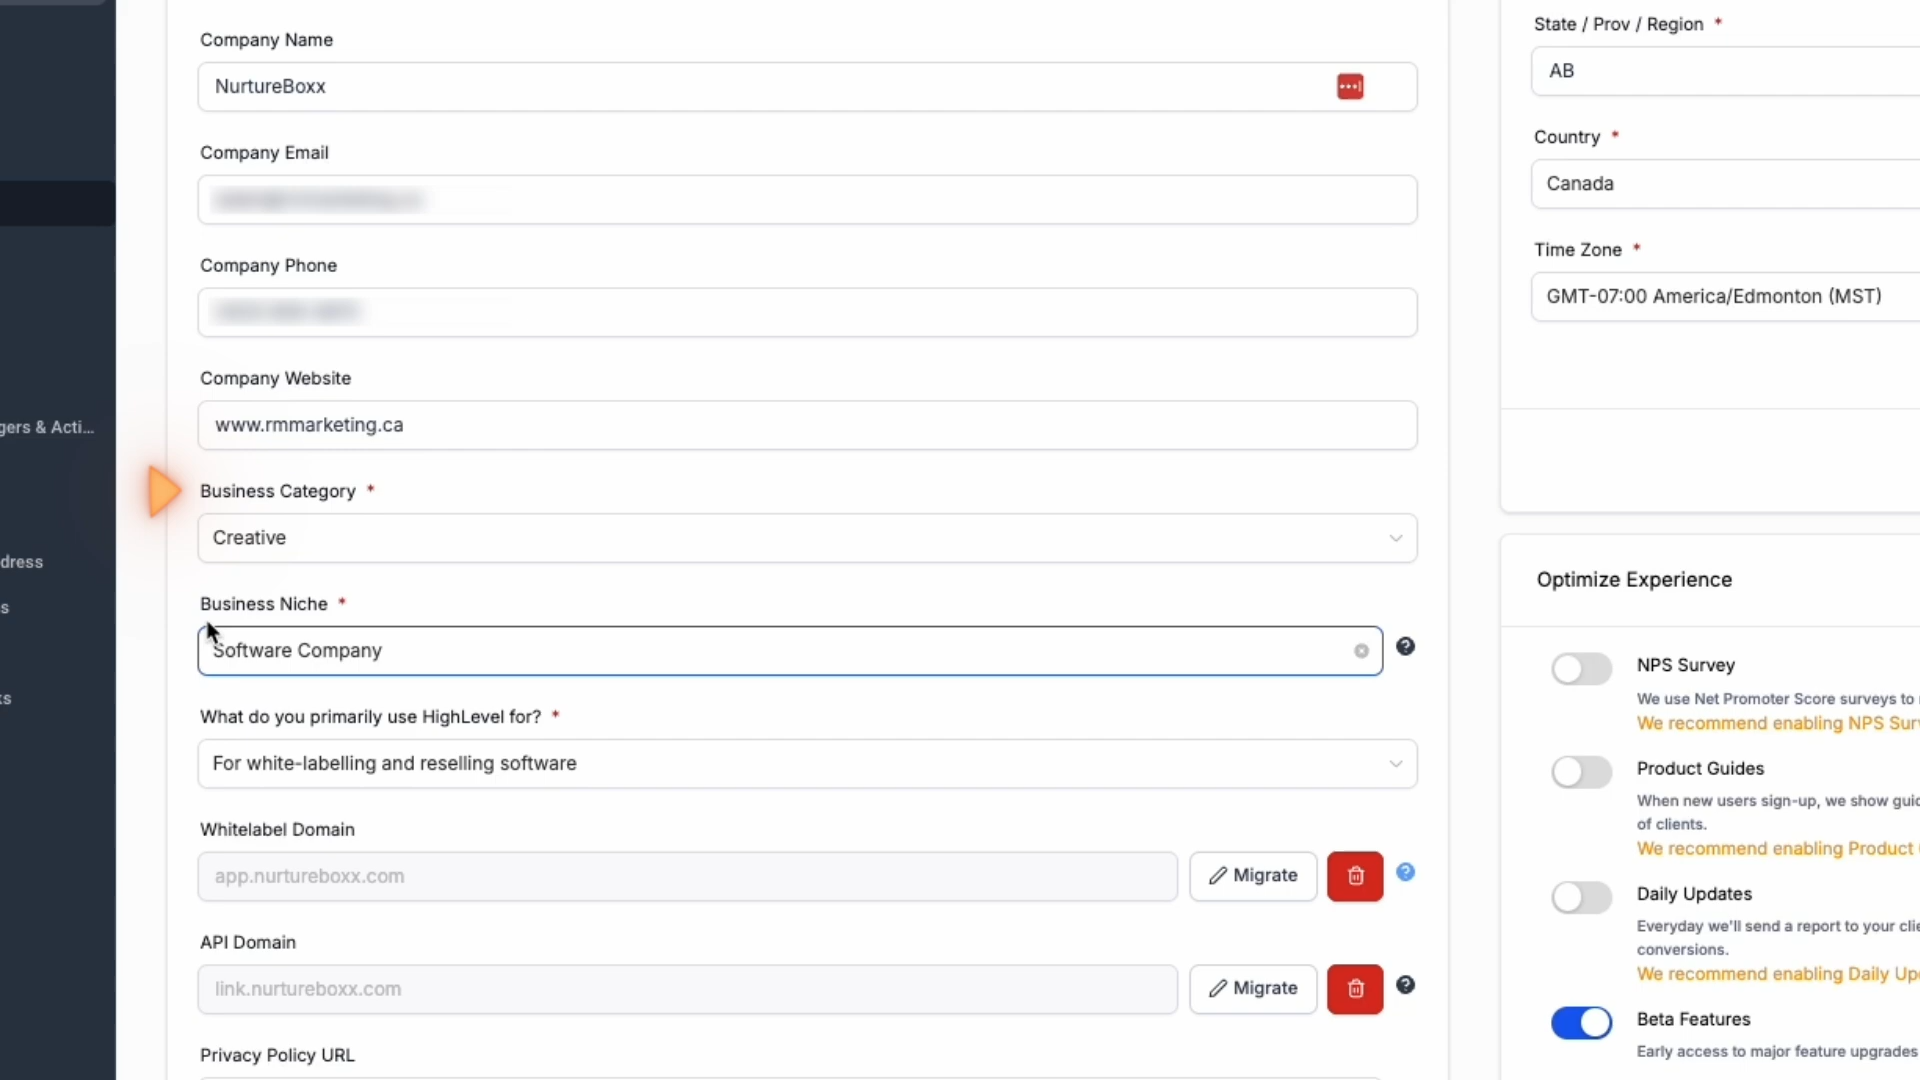 gers & Acti...
dress
s
ks
Company Name
NurtureBoxx
Company Email
Company Phone
Company Website
www.rmmarketing.ca
Business Category *
Creative
Business Niche *
Software Company
What do you primarily use HighLevel for? *
For white-labelling and reselling software
Whitelabel Domain
app.nurtureboxx.com
Migrate
API Domain
link.nurtureboxx.com
Migrate
Privacy Policy URL
State / Prov / Region *
AB
Country *
Canada
Time Zone *
GMT-07:00 America/Edmonton (MST)
Optimize Experience
NPS Survey
We use Net Promoter Score surveys to
We recommend enabling NPS Sur
Product Guides
When new users sign-up, we show guid
of clients.
We recommend enabling Product
Daily Updates
Everyday we'll send a report to your clie
conversions.
We recommend enabling Daily Up
Beta Features
Early access to major feature upgrades